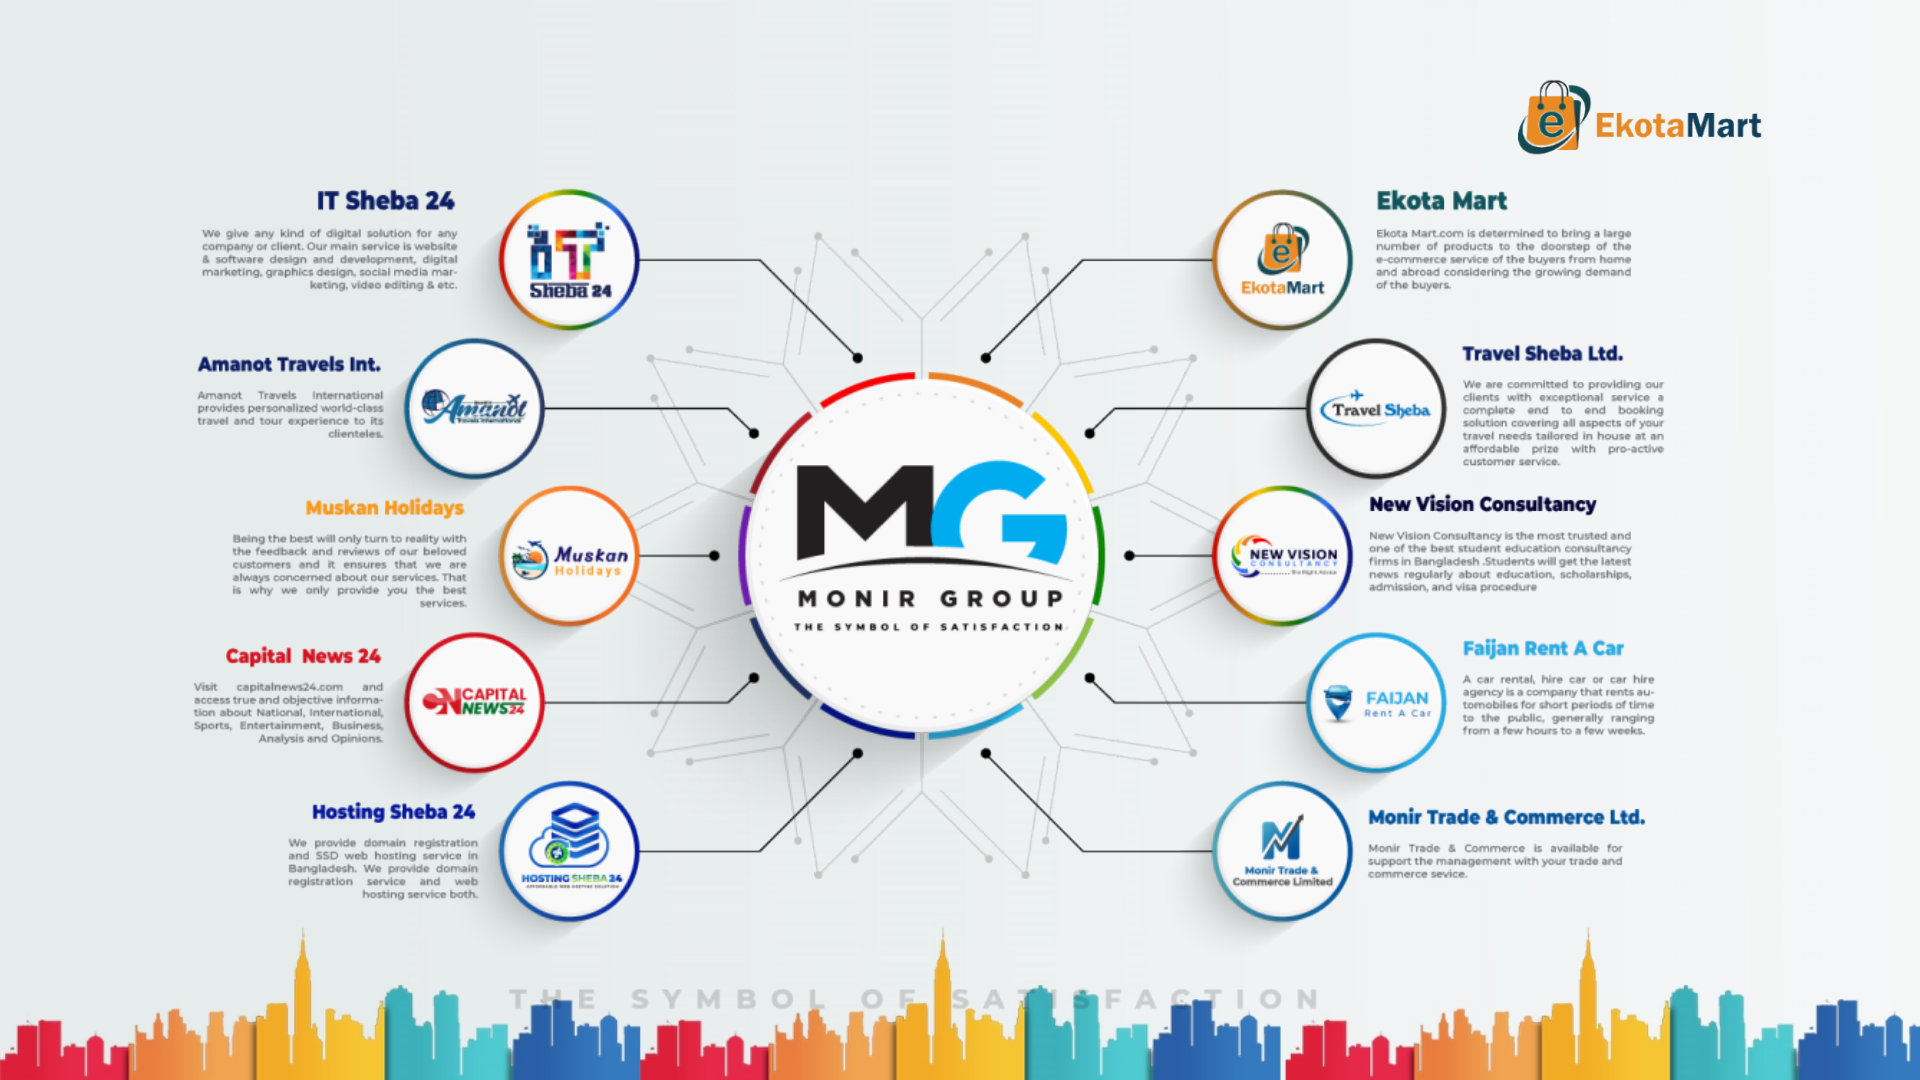 EkotaMart
IT Sheba 24
We give any kind of digital solution for any
company or client. Our main service is website
& software design and development, digital
marketing, graphics design, social media mar-
keting, video editing & etc.
IT
Sheba 24
Amanot Travels Int.
Amanot Travels International
provides personalized world-class
travel and tour experience to its
clienteles.
Amanot
Travels International
Muskan Holidays
Being the best will only turn to reality with
the feedback and reviews of our beloved
customers and it ensures that we are
always concerned about our services. That
is why we only provide you the best
services.
Muskan
Holidays
Capital News 24
Visit capitalnews24.com and
access true and objective informa-
tion about National, International,
Sports, Entertainment, Business,
Analysis and Opinions.
CN CAPITAL
NEWS24
Hosting Sheba 24
We provide domain registration
and SSD web hosting service in
Bangladesh. We provide domain
registration service and web
hosting service both.
HOSTING SHEBA 24
AFFORDABLE WEB HOSTING SOLUTION
MG
MONIR GROUP
THE SYMBOL OF SATISFACTION
e
EkotaMart
Ekota Mart
Ekota Mart.com is determined to bring a large
number of products to the doorstep of the
e-commerce service of the buyers from home
and abroad considering the growing demand
of the buyers.
Travel Sheba
Travel Sheba Ltd.
We are committed to providing our
clients with exceptional service a
complete end to end booking
solution covering all aspects of your
travel needs tailored in house at an
affordable prize with pro-active
customer service.
NEW VISION
CONSULTANCY
The Right Advice
New Vision Consultancy
New Vision Consultancy is the most trusted and
one of the best student education consultancy
firms in Bangladesh .Students will get the latest
news regularly about education, scholarships,
admission, and visa procedure
FAIJAN
Rent A Car
Faijan Rent A Car
A car rental, hire car or car hire
agency is a company that rents au-
tomobiles for short periods of time
to the public, generally ranging
from a few hours to a few weeks.
Monir Trade &
Commerce Limited
Monir Trade & Commerce Ltd.
Monir Trade & Commerce is available for
support the management with your trade and
commerce sevice.
THE SYMBOL OF SATISFACTION